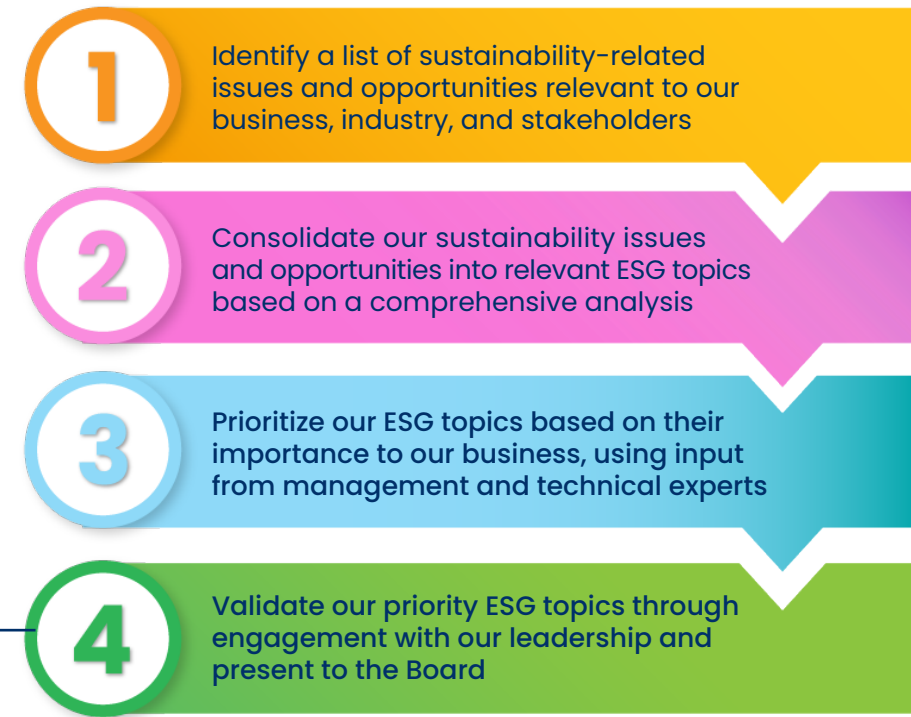 1
Identify a list of sustainability-related
issues and opportunities relevant to our
business, industry, and stakeholders
2
Consolidate our sustainability issues
and opportunities into relevant ESG topics
based on a comprehensive analysis
3
Prioritize our ESG topics based on their
importance to our business, using input
from management and technical experts
4
Validate our priority ESG topics through
engagement with our leadership and
present to the Board